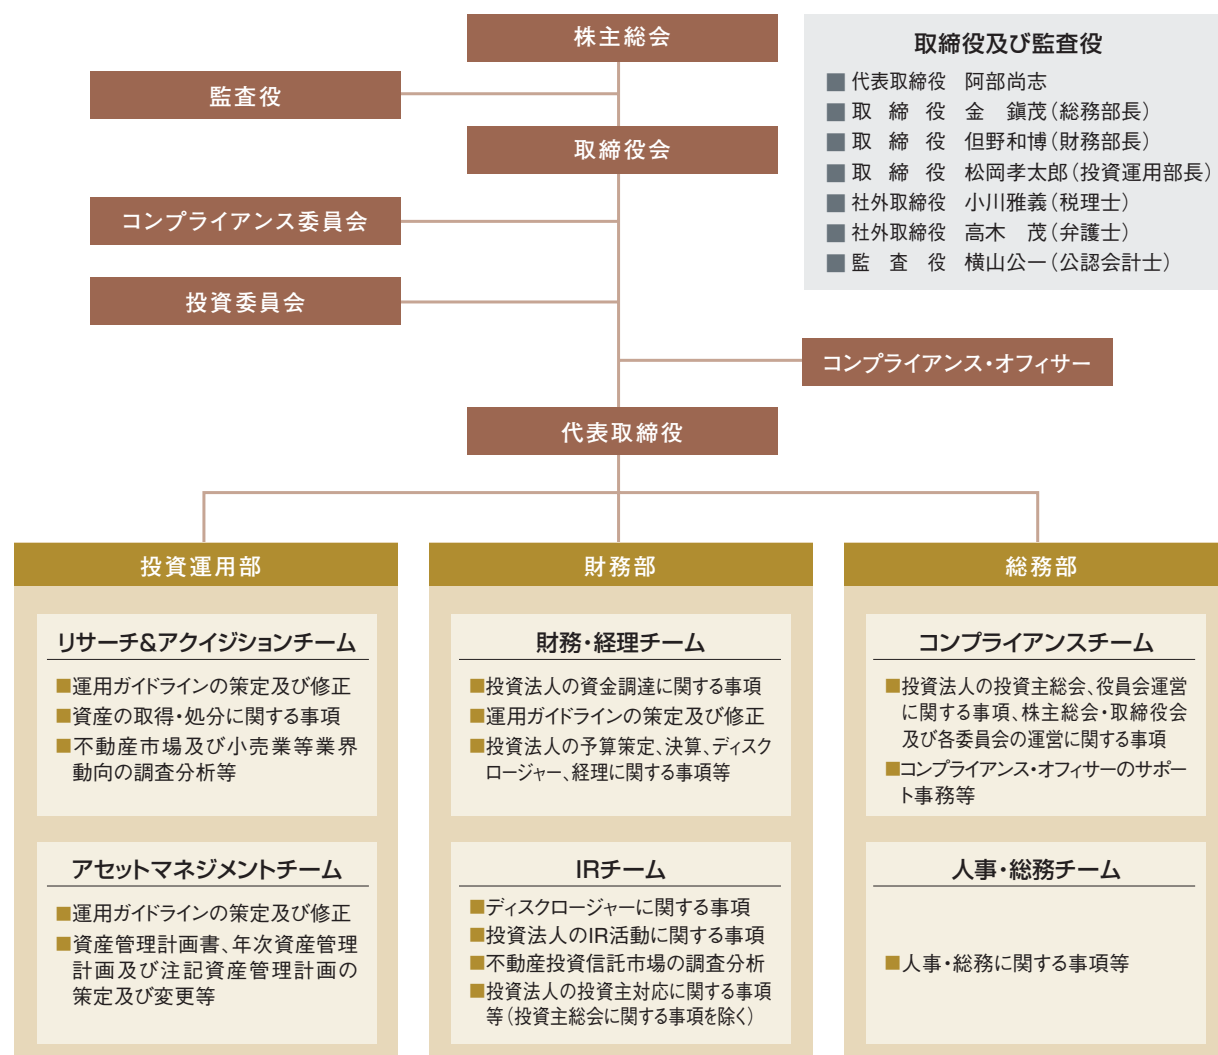 株主総会
監査役
取締役会
コンプライアンス委員会
投資委員会
コンプライアンス・オフィサー
代表取締役
取締役及び監査役
■代表取締役 阿部尚志
■取締役 金 鎭茂(総務部長)
■取締役 但野和博(財務部長)
■取締役 松岡孝太郎(投資運用部長)
■社外取締役 小川雅義(税理士)
■社外取締役 高木 茂(弁護士)
■監査役 横山公一(公認会計士)
投資運用部
リサーチ&アクイジションチーム
■運用ガイドラインの策定及び修正
■資産の取得・処分に関する事項
■不動産市場及び小売業等業界
動向の調査分析等
アセットマネジメントチーム
■運用ガイドラインの策定及び修正
■資産管理計画書、年次資産管理
計画及び注記資産管理計画の
策定及び変更等
財務部
財務・経理チーム
■投資法人の資金調達に関する事項
■運用ガイドラインの策定及び修正
■投資法人の予算策定、決算、ディスク
ロージャー、経理に関する事項等
IRチーム
■ディスクロージャーに関する事項
■投資法人のIR活動に関する事項
■不動産投資信託市場の調査分析
■投資法人の投資主対応に関する事項
等(投資主総会に関する事項を除く)
総務部
コンプライアンスチーム
■投資法人の投資主総会、役員会運営
に関する事項、株主総会・取締役会
及び各委員会の運営に関する事項
■コンプライアンス・オフィサーのサポー
ト事務等
人事・総務チーム
■人事・総務に関する事項等